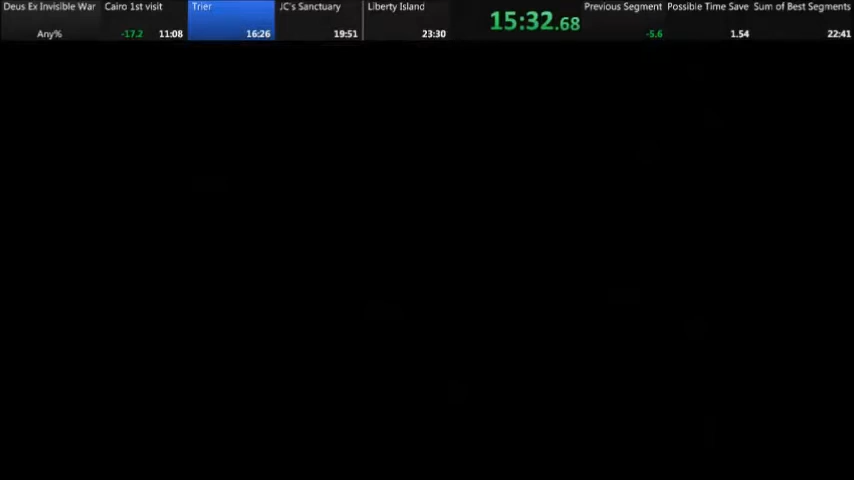 Deus Ex Invisible War
Any%
Cairo 1st visit
-17.2 11:08
Trier
16:26
JC's Sanctuary
19:51
Liberty Island
23:30
15:32.68
Previous Segment
-5.6
Possible Time Save
1.54
Sum of Best Segments
22:41